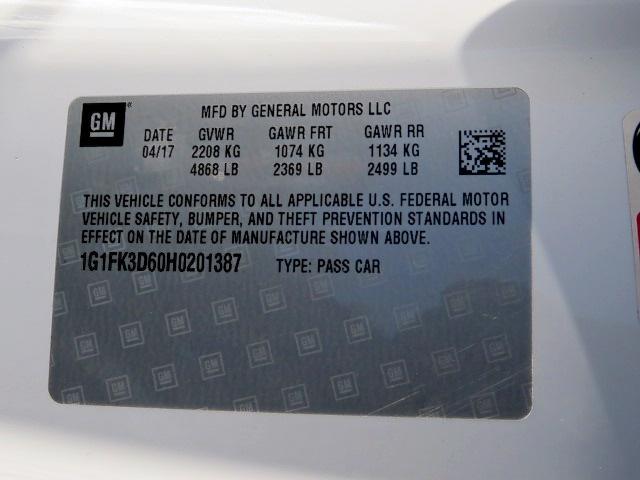 GM ® MFD BY GENERAL MOTORS LLC
DATE GVWR GAWR FRT GAWR RR
04/17 2208 KG 1074 KG 1134 KG
4868 LB 2369 LB 2499 LB
THIS VEHICLE CONFORMS TO ALL APPLICABLE U.S. FEDERAL MOTOR
VEHICLE SAFETY, BUMPER, AND THEFT PREVENTION STANDARDS IN
EFFECT ON THE DATE OF MANUFACTURE SHOWN ABOVE.
1G1FK3D60H0201387 TYPE: PASS CAR